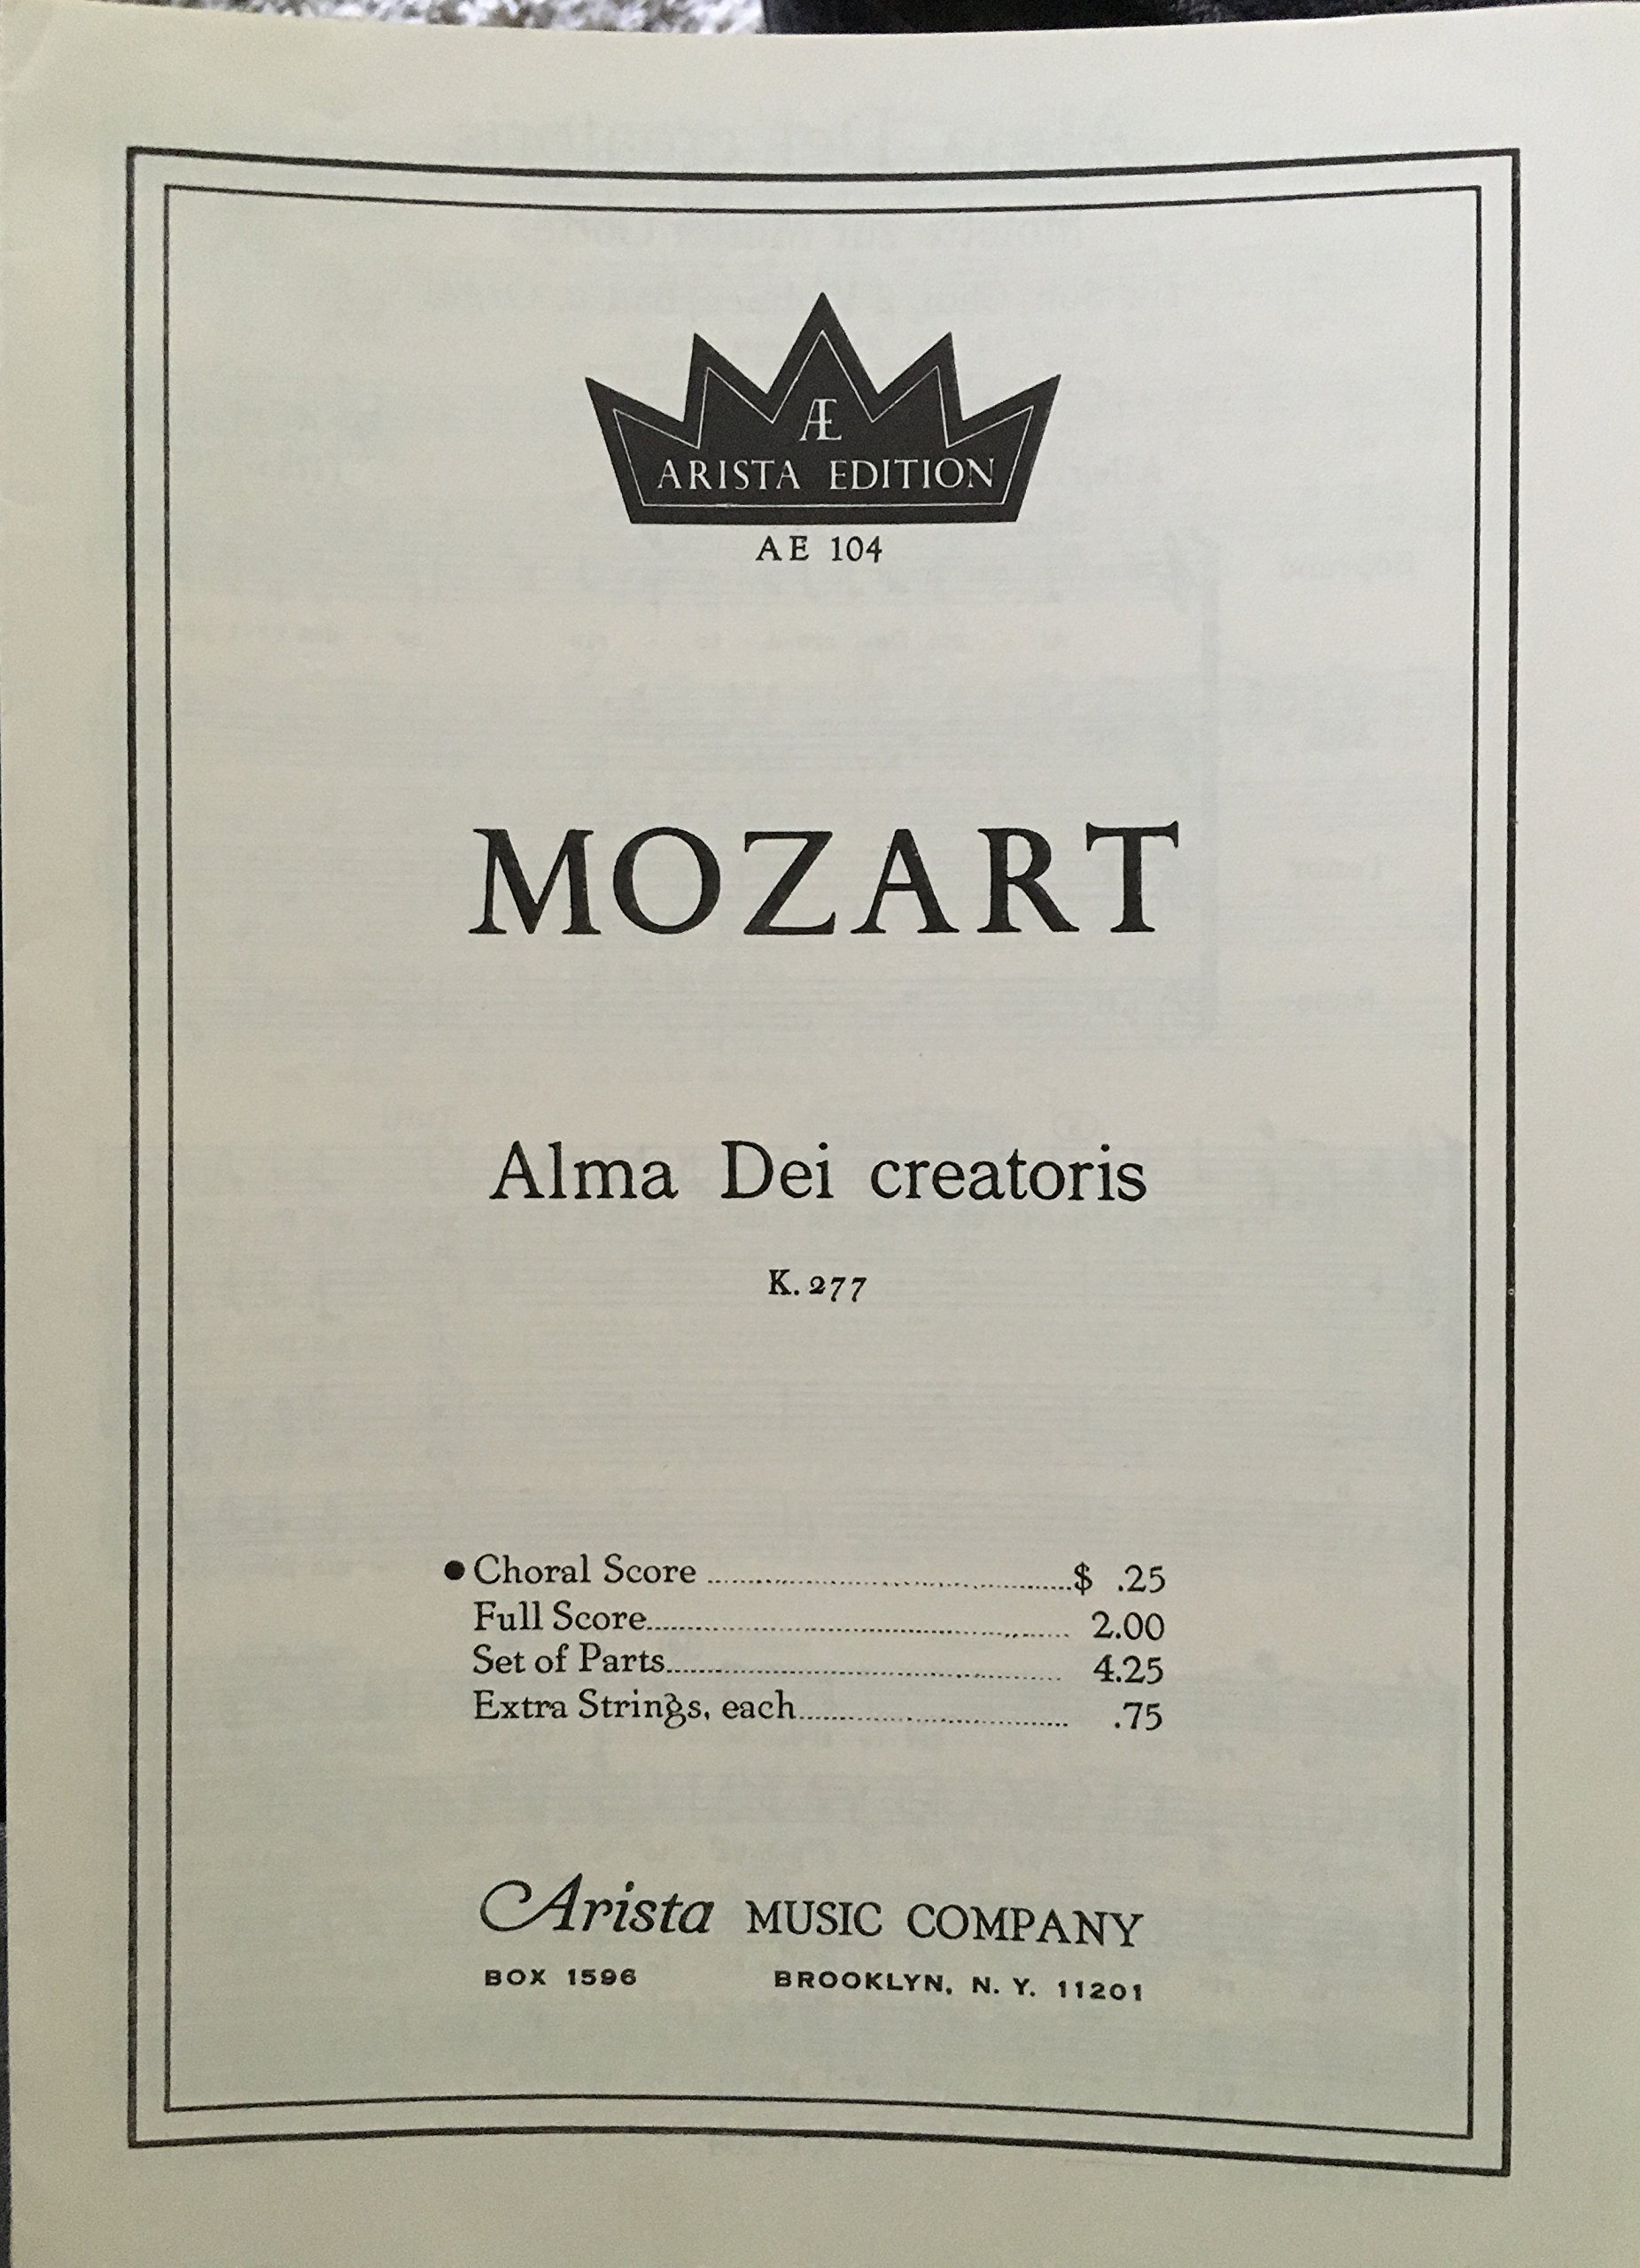 Æ
ARISTA EDITION
AE 104
MOZART
Alma Dei creatoris
K. 277
● Choral Score ........................ $ .25
Full Score ........................ 2.00
Set of Parts ........................ 4.25
Extra Strings, each ........................ .75
Arista MUSIC COMPANY
BOX 1596 BROOKLYN, N. Y. 11201